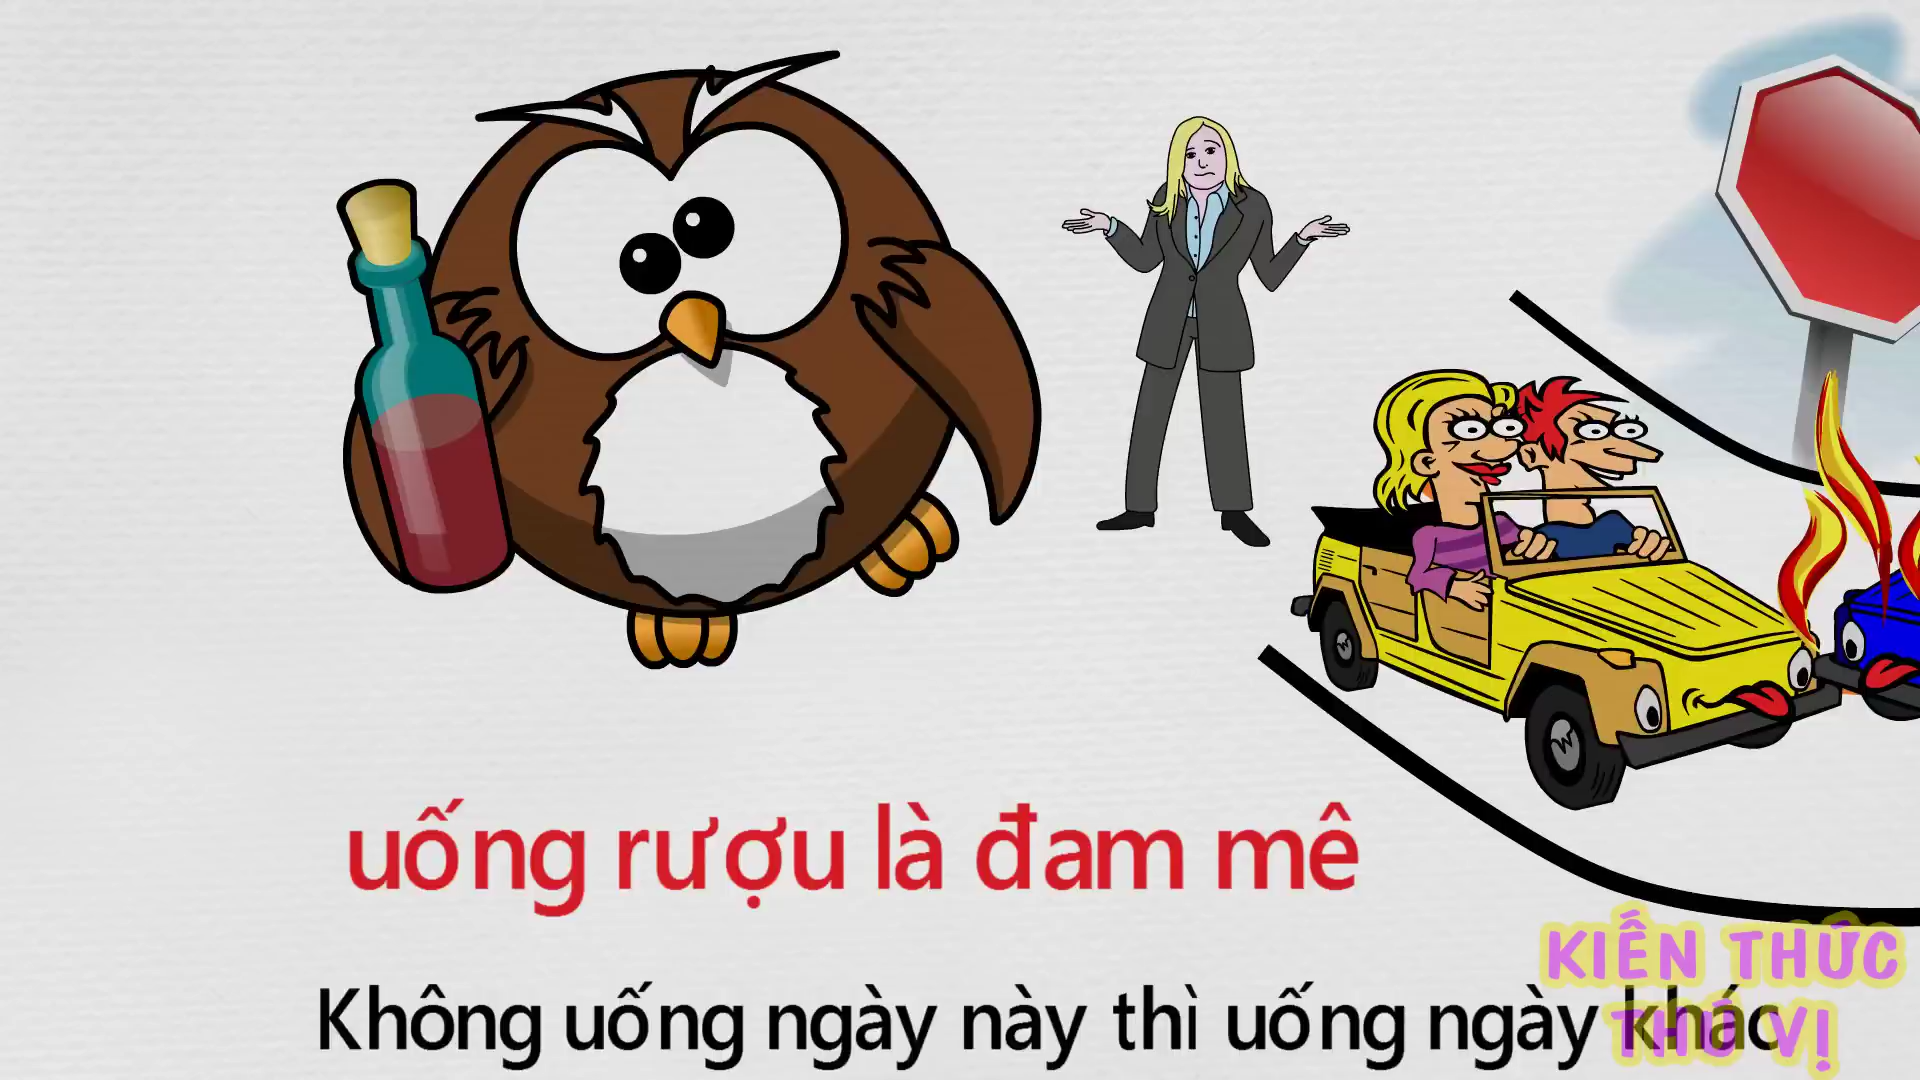 uống rượu là đam mê
Không uống ngày này thì uống ngày khác
KIẾN THỨC
THÚ VỊ